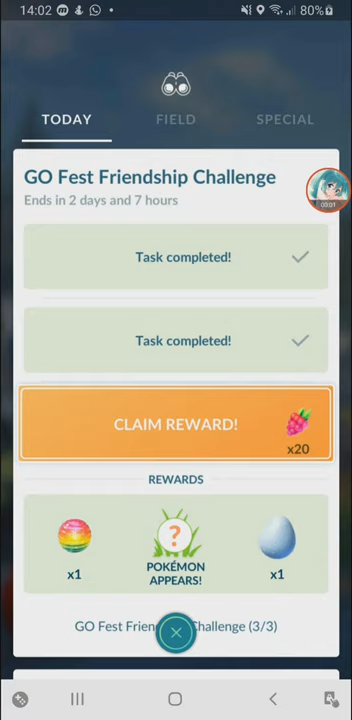 14:02
80%
TODAY FIELD SPECIAL
GO Fest Friendship Challenge
Ends in 2 days and 7 hours
Task completed!
Task completed!
CLAIM REWARD!
x20
REWARDS
?
x1 POKÉMON APPEARS! x1
GO Fest Frien Challenge (3/3)